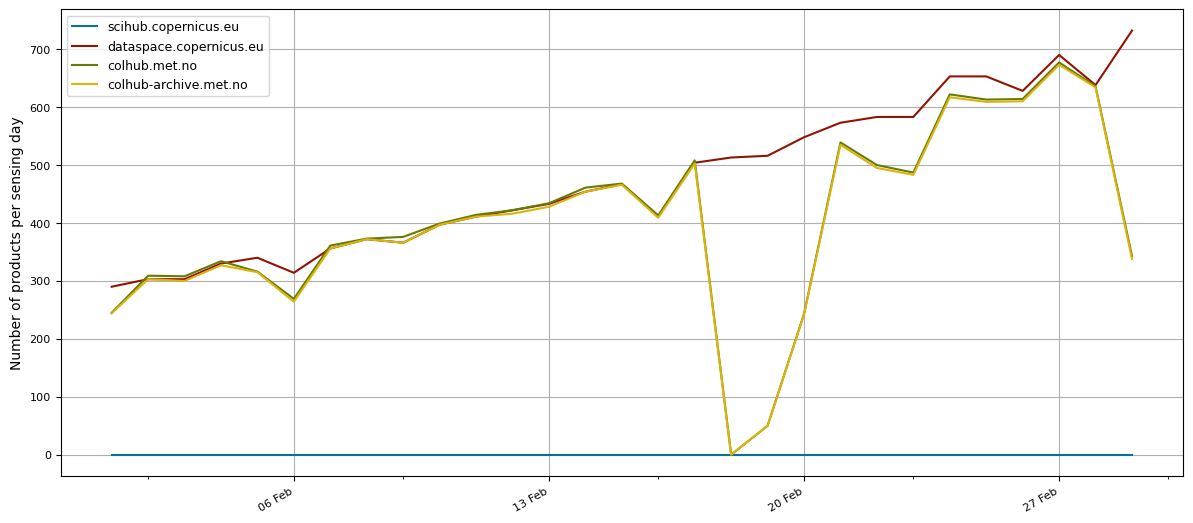 scihub.copernicus.eu
dataspace.copernicus.eu
colhub.met.no
colhub-archive.met.no
Number of products per sensing day
700
600
500
400
300
200
100
0
06 Feb
13 Feb
20 Feb
27 Feb